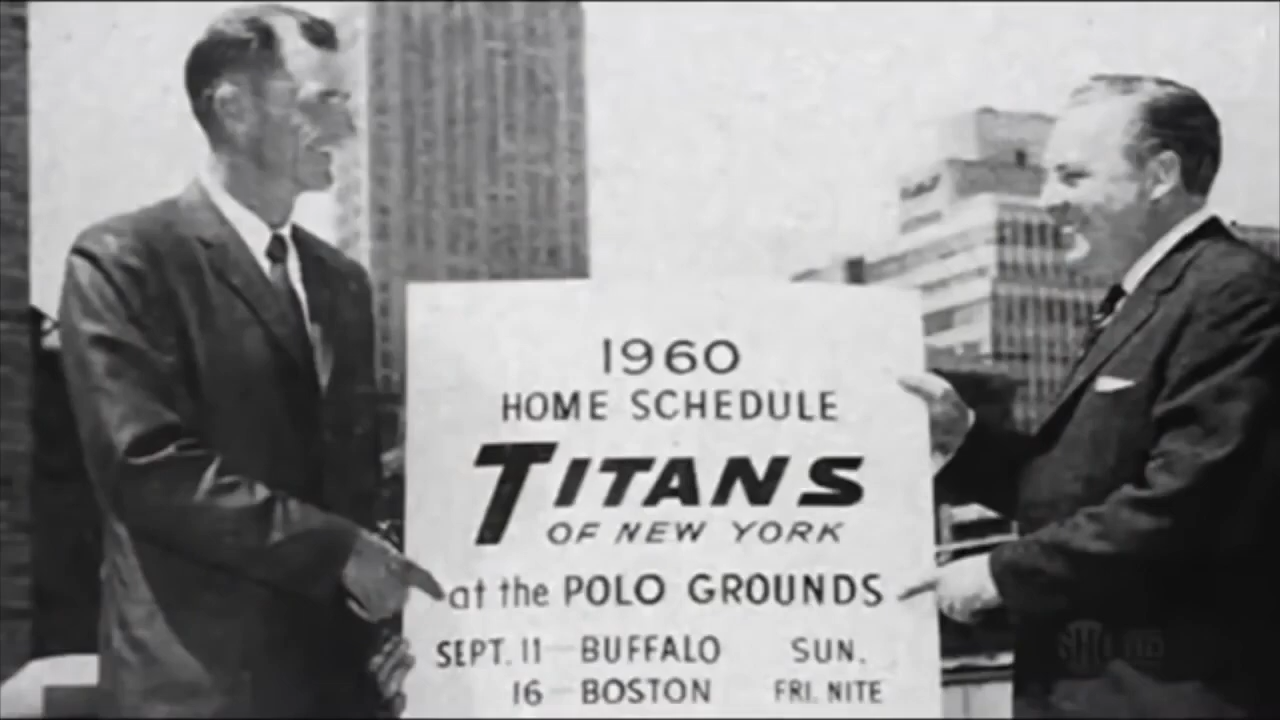 1960
HOME SCHEDULE
TITANS
OF NEW YORK
at the POLO GROUNDS
SEPT. 11 BUFFALO SUN.
16 BOSTON FRI. NITE